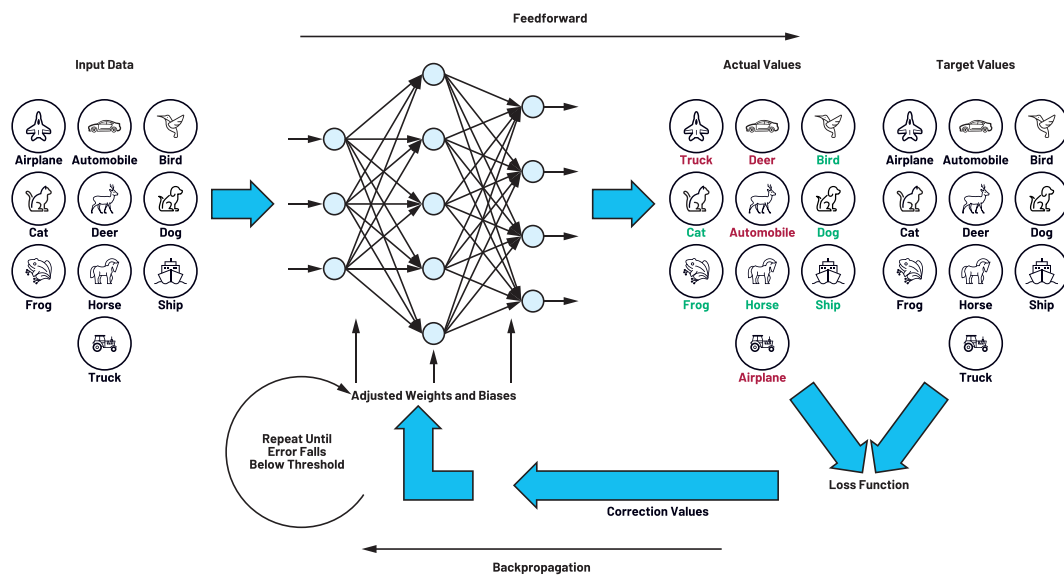 Feedforward
Input Data
Actual Values
Target Values
Airplane Automobile Bird
Truck Deer Bird
Airplane Automobile Bird
Cat Deer Dog
Cat Automobile Dog
Cat Deer Dog
Frog Horse Ship
Frog Horse Ship
Frog Horse Ship
Truck
Airplane
Truck
Adjusted Weights and Biases
Repeat Until
Error Falls
Below Threshold
Loss Function
Correction Values
Backpropagation